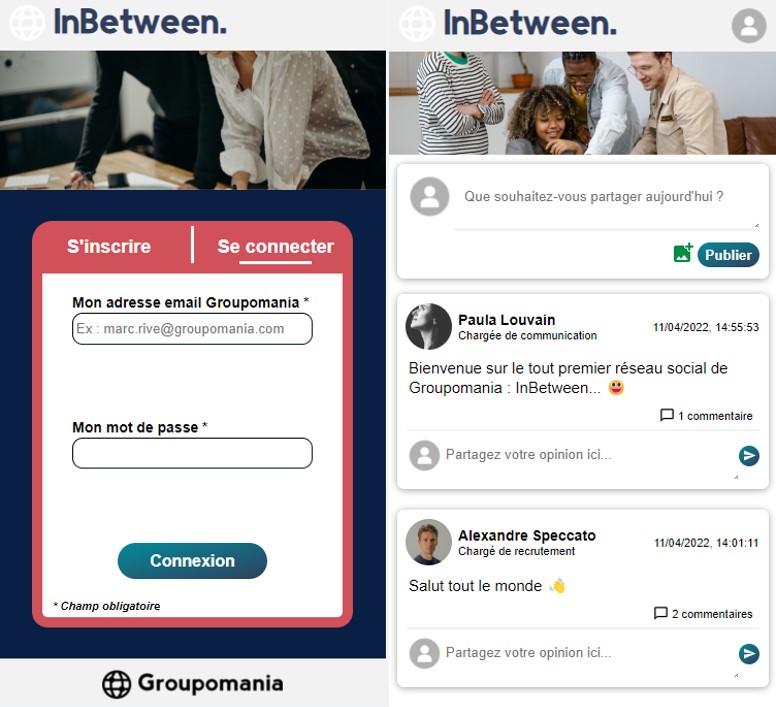 InBetween.
S'inscrire
Se connecter
Mon adresse email Groupomania *
Ex : marc.rive@groupomania.com
Mon mot de passe *
Connexion
* Champ obligatoire
Groupomania
InBetween.
Que souhaitez-vous partager aujourd'hui ?
Publier
Paula Louvain
Chargée de communication
11/04/2022, 14:55:53
Bienvenue sur le tout premier réseau social de
Groupomania : InBetween... 😃
1 commentaire
Partagez votre opinion ici...
Alexandre Speccato
Chargé de recrutement
11/04/2022, 14:01:11
Salut tout le monde 👋
2 commentaires
Partagez votre opinion ici...